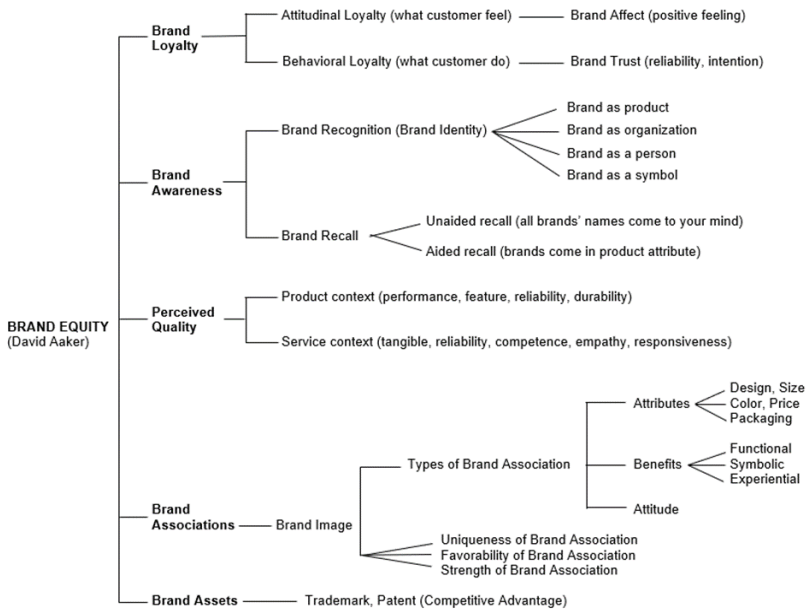 BRAND EQUITY
(David Aaker)
Brand
Loyalty
Attitudinal Loyalty (what customer feel)
Brand Affect (positive feeling)
Behavioral Loyalty (what customer do)
Brand Trust (reliability, intention)
Brand
Awareness
Brand Recognition (Brand Identity)
Brand as product
Brand as organization
Brand as a person
Brand as a symbol
Brand Recall
Unaided recall (all brands' names come to your mind)
Aided recall (brands come in product attribute)
Perceived
Quality
Product context (performance, feature, reliability, durability)
Service context (tangible, reliability, competence, empathy, responsiveness)
Brand
Associations
Brand Image
Types of Brand Association
Attributes
Design, Size
Color, Price
Packaging
Benefits
Functional
Symbolic
Experiential
Attitude
Uniqueness of Brand Association
Favorability of Brand Association
Strength of Brand Association
Brand Assets
Trademark, Patent (Competitive Advantage)